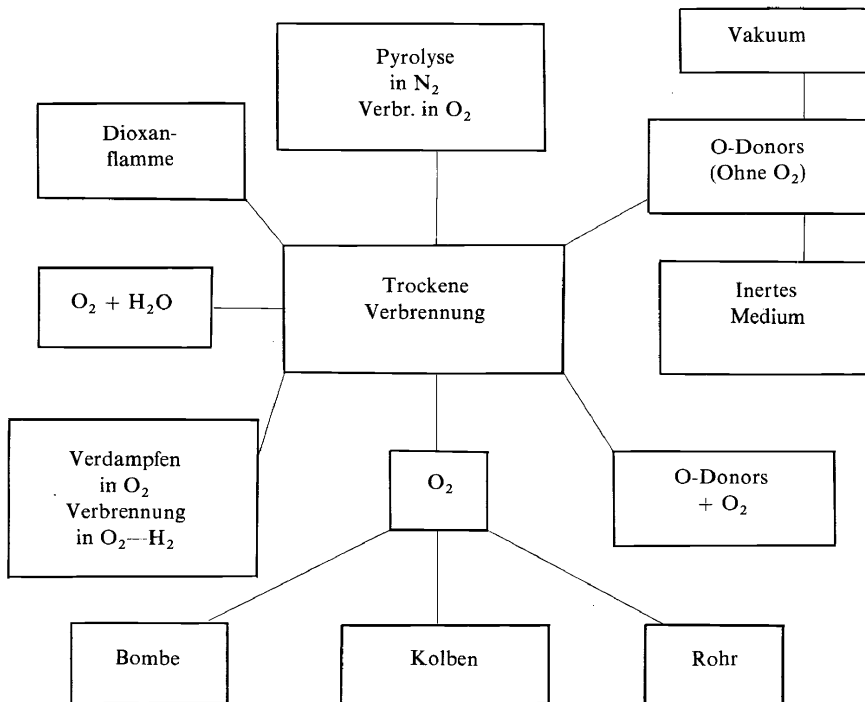 Vakuum
Pyrolyse
in N₂
Verbr. in O₂
Dioxan-
flamme
O-Donors
(Ohne O₂)
Trockene
Verbrennung
O₂ + H₂O
Inertes
Medium
Verdampfen
in O₂
Verbrennung
in O₂—H₂
O₂
O-Donors
+ O₂
Bombe
Kolben
Rohr